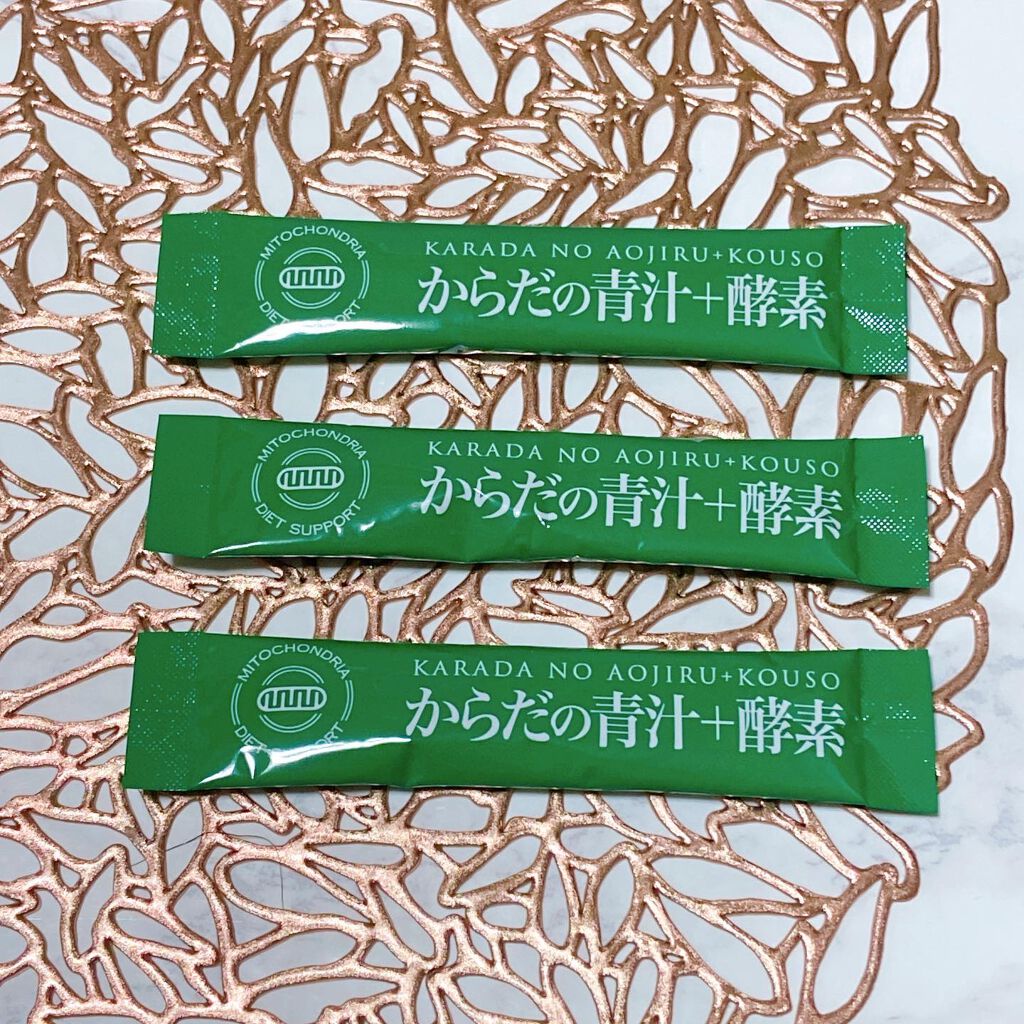 MITOCHONDRIA
DIET SUPPORT
KARADA NO AOJIRU+KOUSO
からだの青汁+酵素
MITOCHONDRIA
DIET SUPPORT
KARADA NO AOJIRU+KOUSO
からだの青汁+酵素
MITOCHONDRIA
DIET SUPPORT
KARADA NO AOJIRU+KOUSO
からだの青汁+酵素